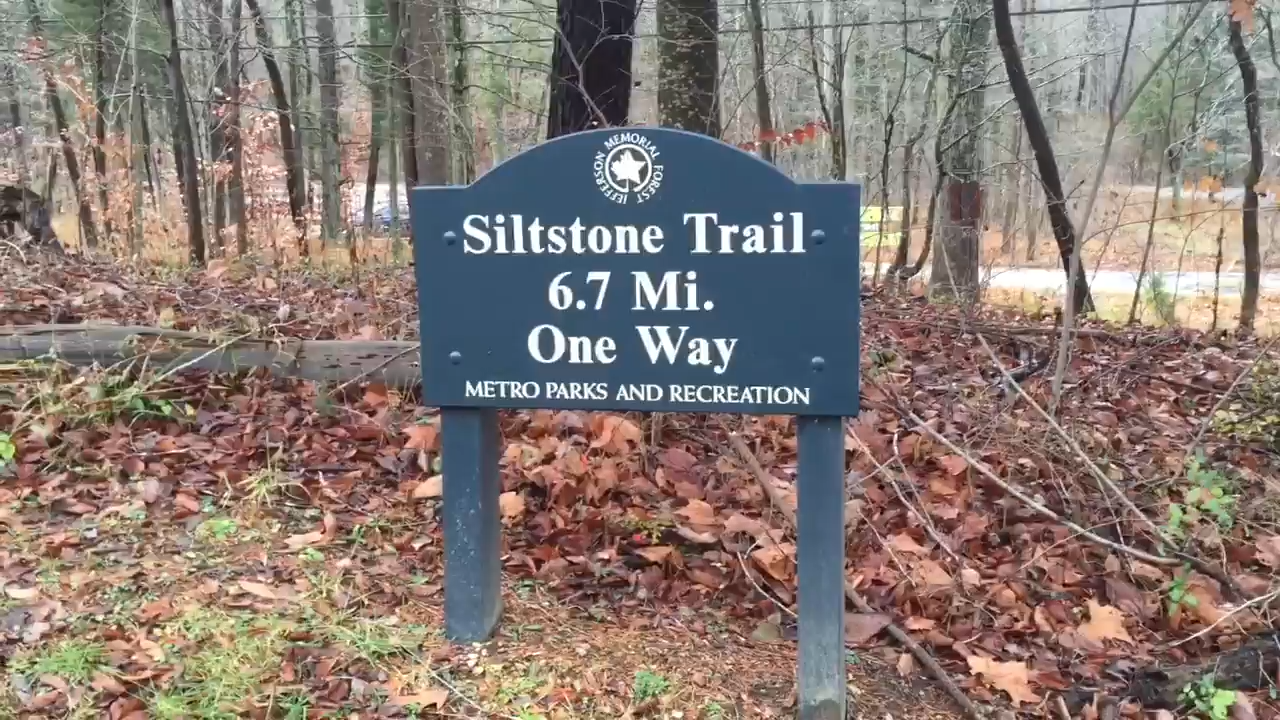 JEFFERSON MEMORIAL FOREST
Siltstone Trail
6.7 Mi.
One Way
METRO PARKS AND RECREATION